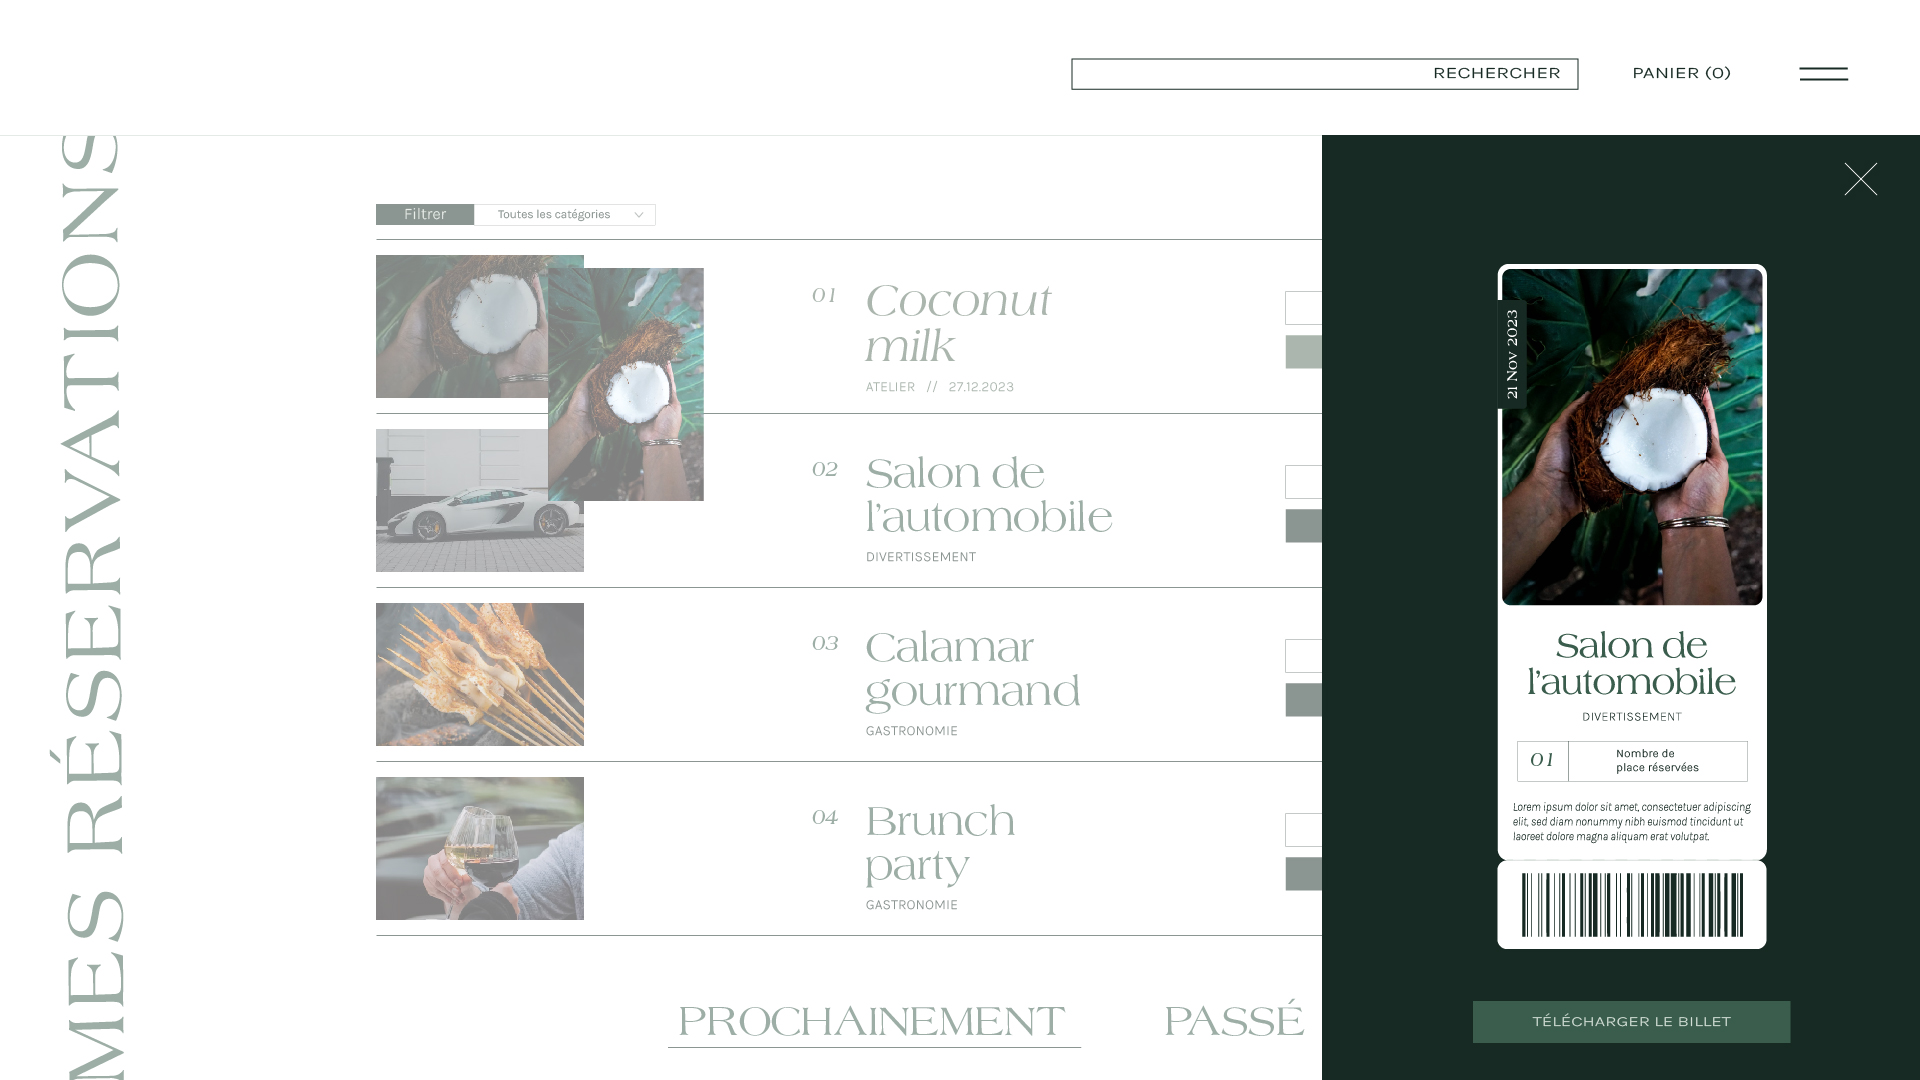 RECHERCHER
PANIER (0)
MES RÉSERVATIONS
Filtrer
Toutes les catégories
01
Coconut
milk
ATELIER // 27.12.2023
02
Salon de
l’automobile
DIVERTISSEMENT
03
Calamar
gourmand
GASTRONOMIE
04
Brunch
party
GASTRONOMIE
PROCHAINEMENT
PASSÉ
21 Nov 2023
Salon de
l’automobile
DIVERTISSEMENT
01
Nombre de
place réservées
Lorem ipsum dolor sit amet, consectetuer adipiscing
elit, sed diam nonummy nibh euismod tincidunt ut
laoreet dolore magna aliquam erat volutpat.
TÉLÉCHARGER LE BILLET